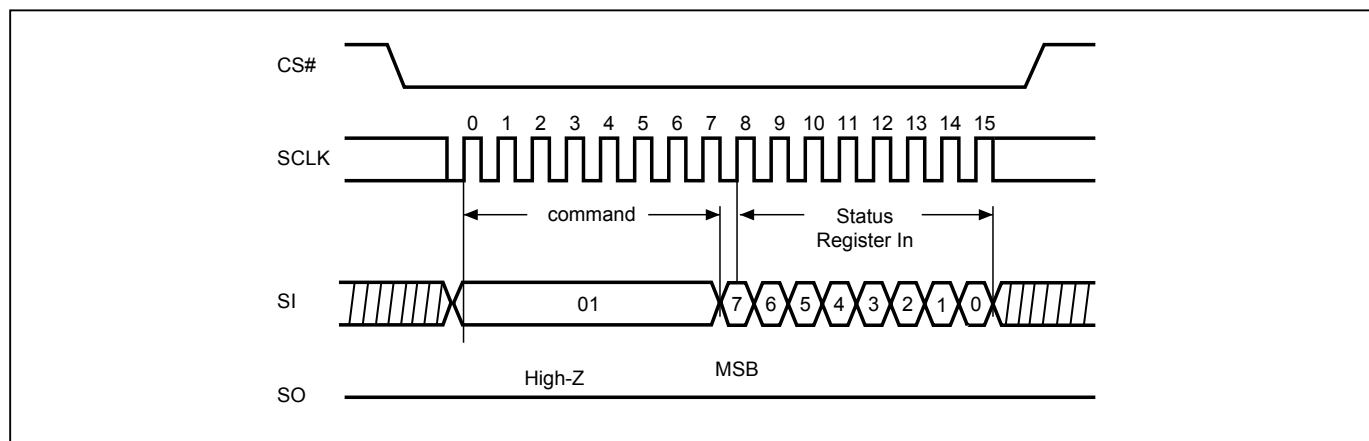 CS#
0 1 2 3 4 5 6 7 8 9 10 11 12 13 14 15
SCLK
command
Status
Register In
SI
01
7 6 5 4 3 2 1 0
High-Z
MSB
SO